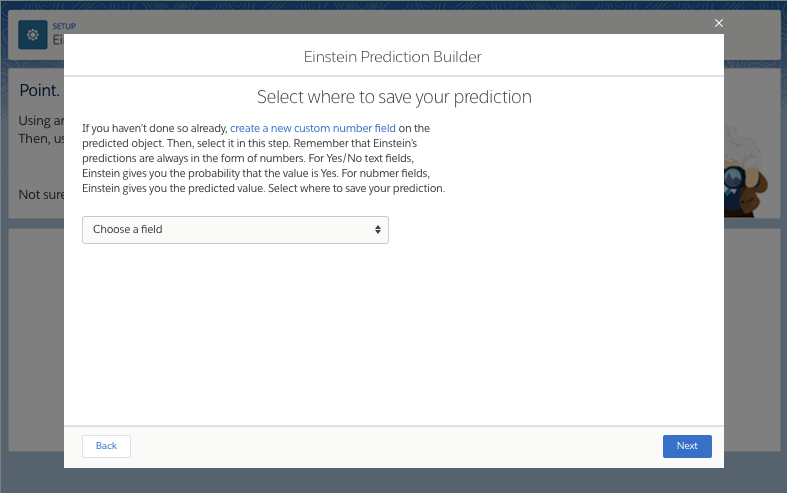 SETUP
Ei
Point.
Using ar
Then, us
Not sure
Einstein Prediction Builder
Select where to save your prediction
If you haven't done so already, create a new custom number field on the
predicted object. Then, select it in this step. Remember that Einstein's
predictions are always in the form of numbers. For Yes/No text fields,
Einstein gives you the probability that the value is Yes. For nubmer fields,
Einstein gives you the predicted value. Select where to save your prediction.
Choose a field
Back
Next